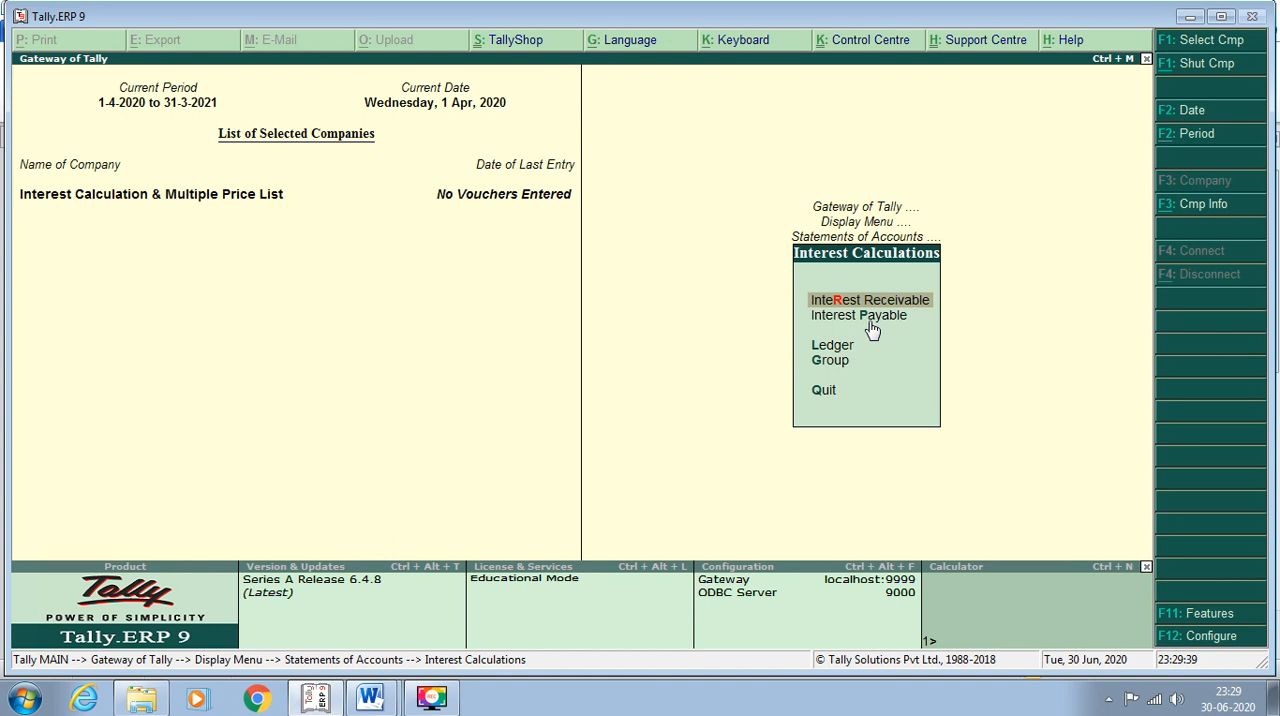 Tally.ERP 9
P: Print
E: Export
M: E-Mail
O: Upload
S: TallyShop
G: Language
K: Keyboard
K: Control Centre
H: Support Centre
H: Help
Gateway of Tally
Ctrl + M
Current Period
1-4-2020 to 31-3-2021
Current Date
Wednesday, 1 Apr, 2020
List of Selected Companies
Name of Company
Date of Last Entry
Interest Calculation & Multiple Price List
No Vouchers Entered
Gateway of Tally ....
Display Menu ....
Statements of Accounts ....
Interest Calculations
InteRest Receivable
Interest Payable
Ledger
Group
Quit
F1: Select Cmp
F1: Shut Cmp
F2: Date
F2: Period
F3: Company
F3: Cmp Info
F4: Connect
F4: Disconnect
F11: Features
F12: Configure
Product
Tally
POWER OF SIMPLICITY
Tally.ERP 9
Version & Updates
Ctrl + Alt + T
Series A Release 6.4.8
(Latest)
License & Services
Ctrl + Alt + L
Educational Mode
Configuration
Ctrl + Alt + F
Gateway
localhost:9999
ODBC Server
9000
Calculator
Ctrl + N
1>
Tally MAIN --> Gateway of Tally --> Display Menu --> Statements of Accounts --> Interest Calculations
© Tally Solutions Pvt Ltd., 1988-2018
Tue, 30 Jun, 2020
23:29:39
Tally
ERP 9
W
REC
23:29
30-06-2020